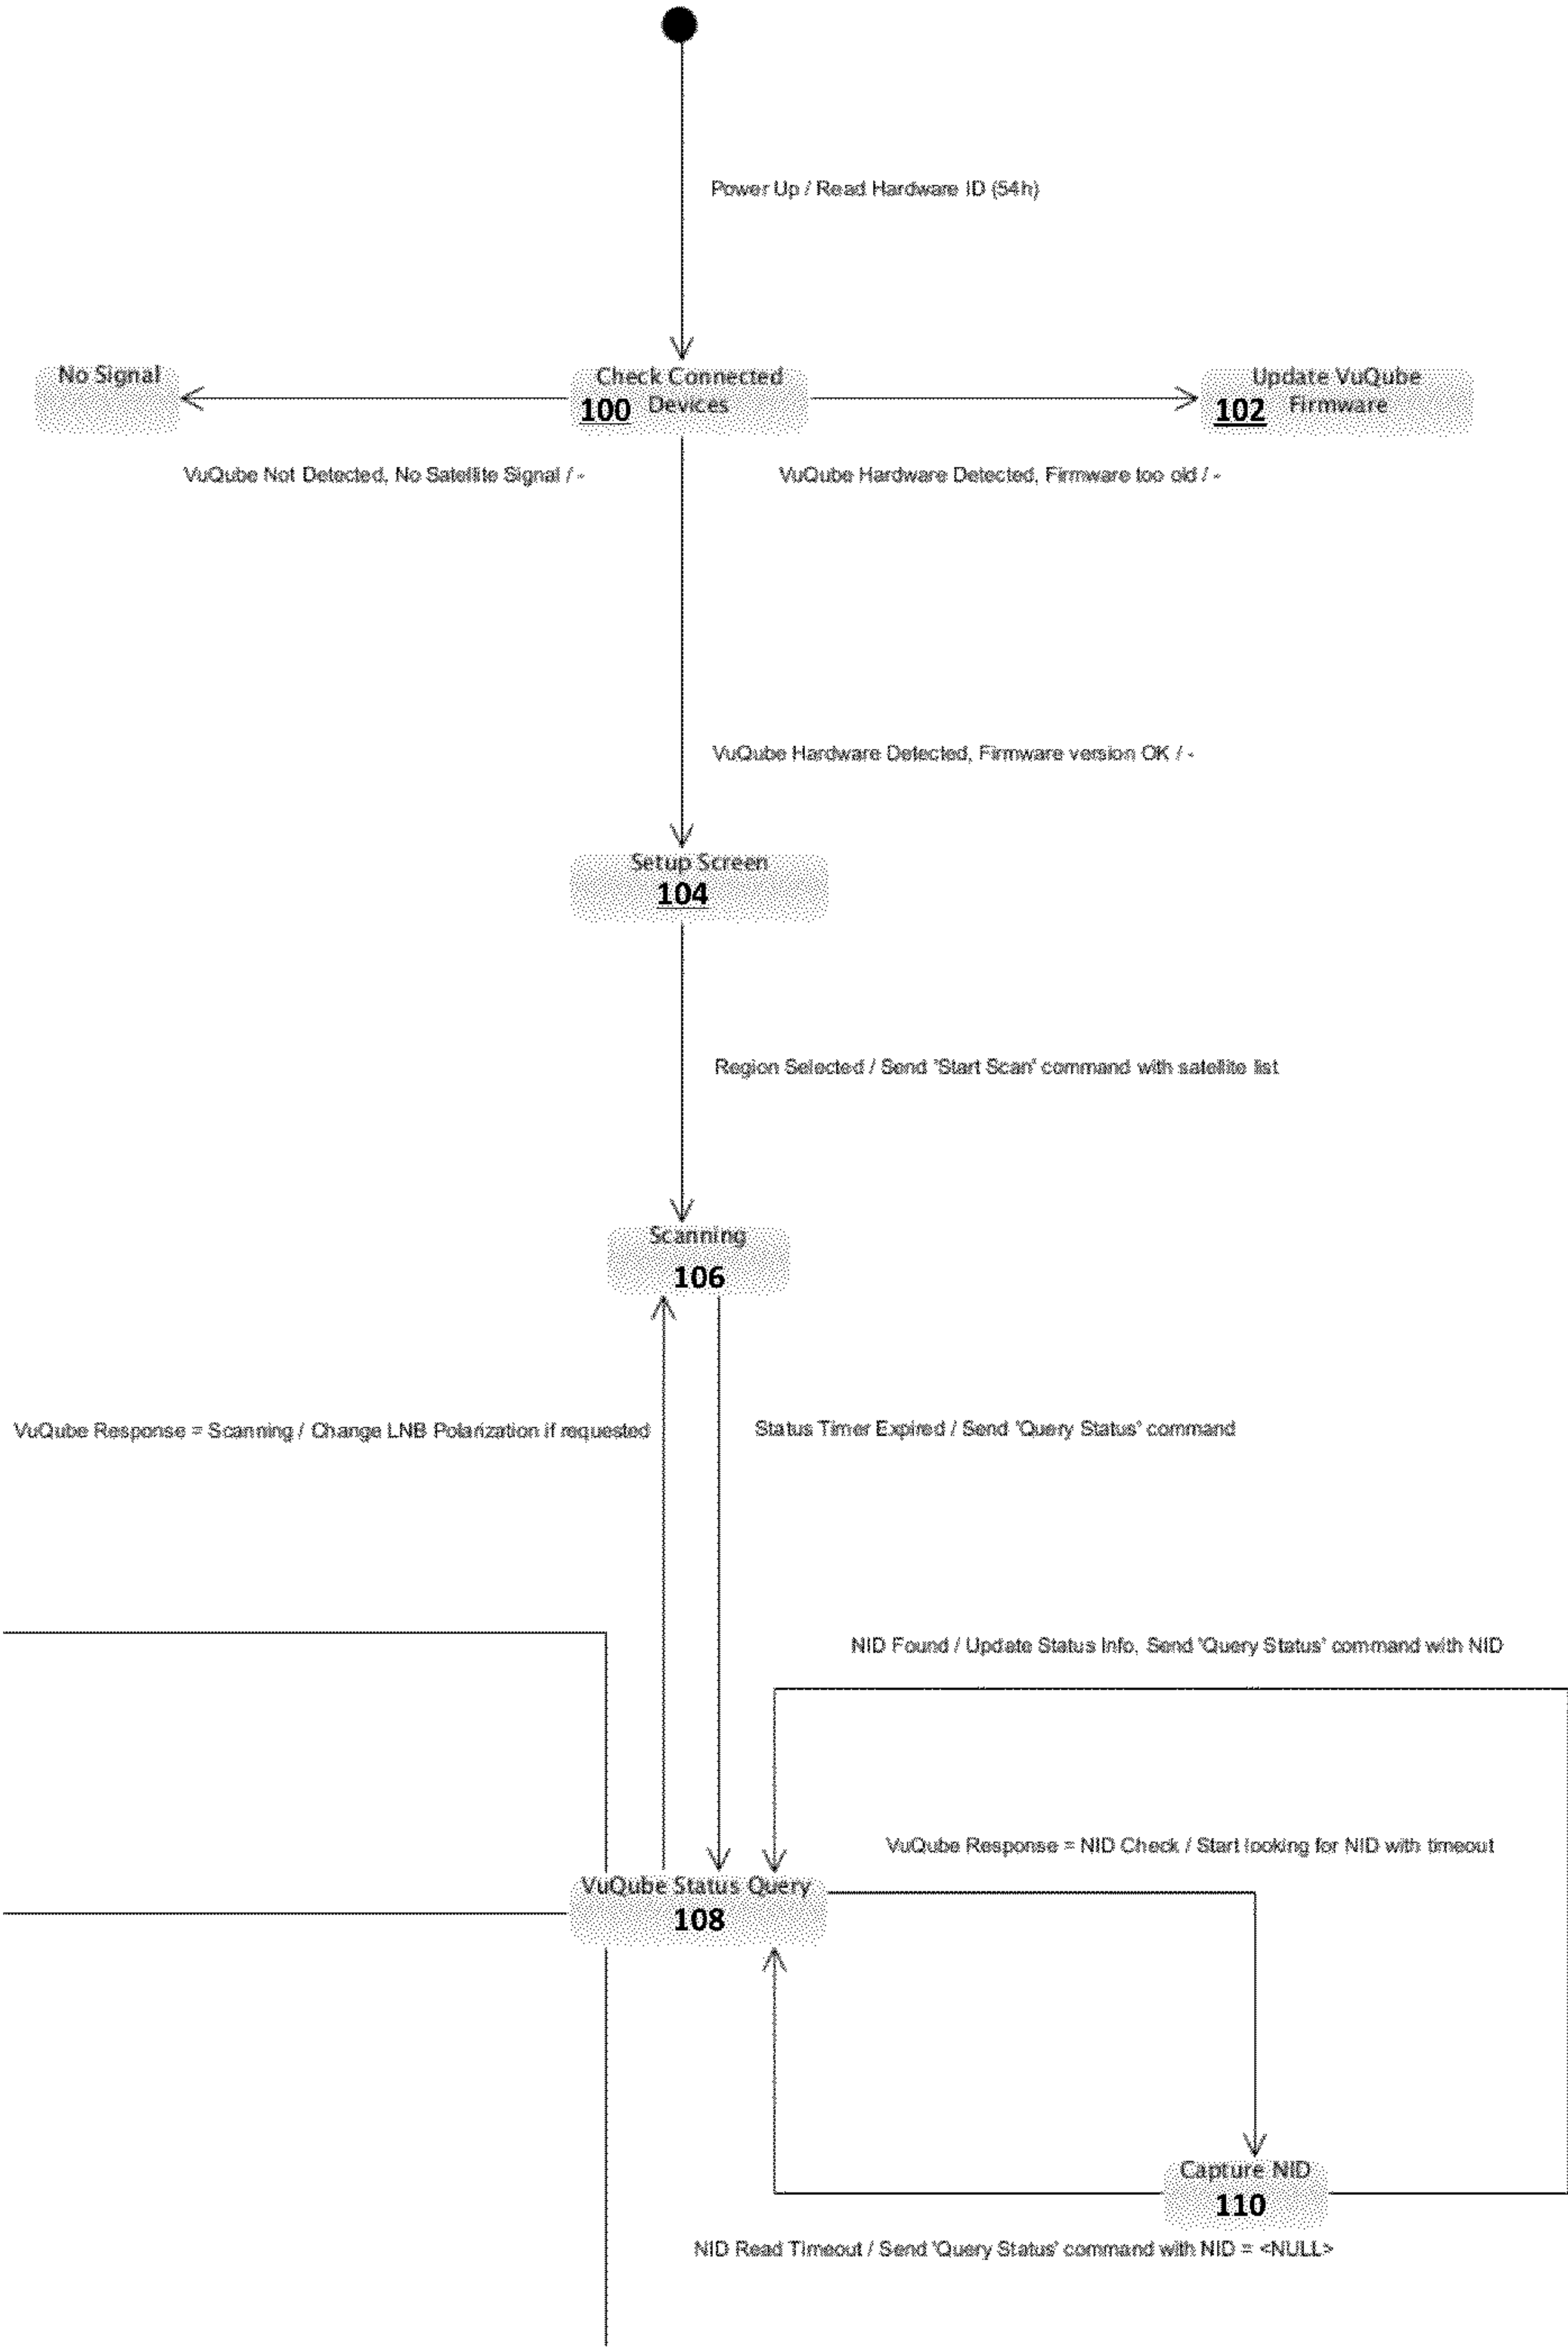 Power Up / Read Hardware ID (54h)
No Signal
Check Connected
100 Devices
Update VuQube
102 Firmware
VuQube Not Detected, No Satellite Signal / -
VuQube Hardware Detected, Firmware too old / -
VuQube Hardware Detected, Firmware version OK / -
Setup Screen
104
Region Selected / Send 'Start Scan' command with satellite list
Scanning
106
VuQube Response = Scanning / Change LNB Polarization if requested
Status Timer Expired / Send 'Query Status' command
NID Found / Update Status Info, Send 'Query Status' command with NID
VuQube Response = NID Check / Start looking for NID with timeout
VuQube Status Query
108
Capture NID
110
NID Read Timeout / Send 'Query Status' command with NID = <NULL>